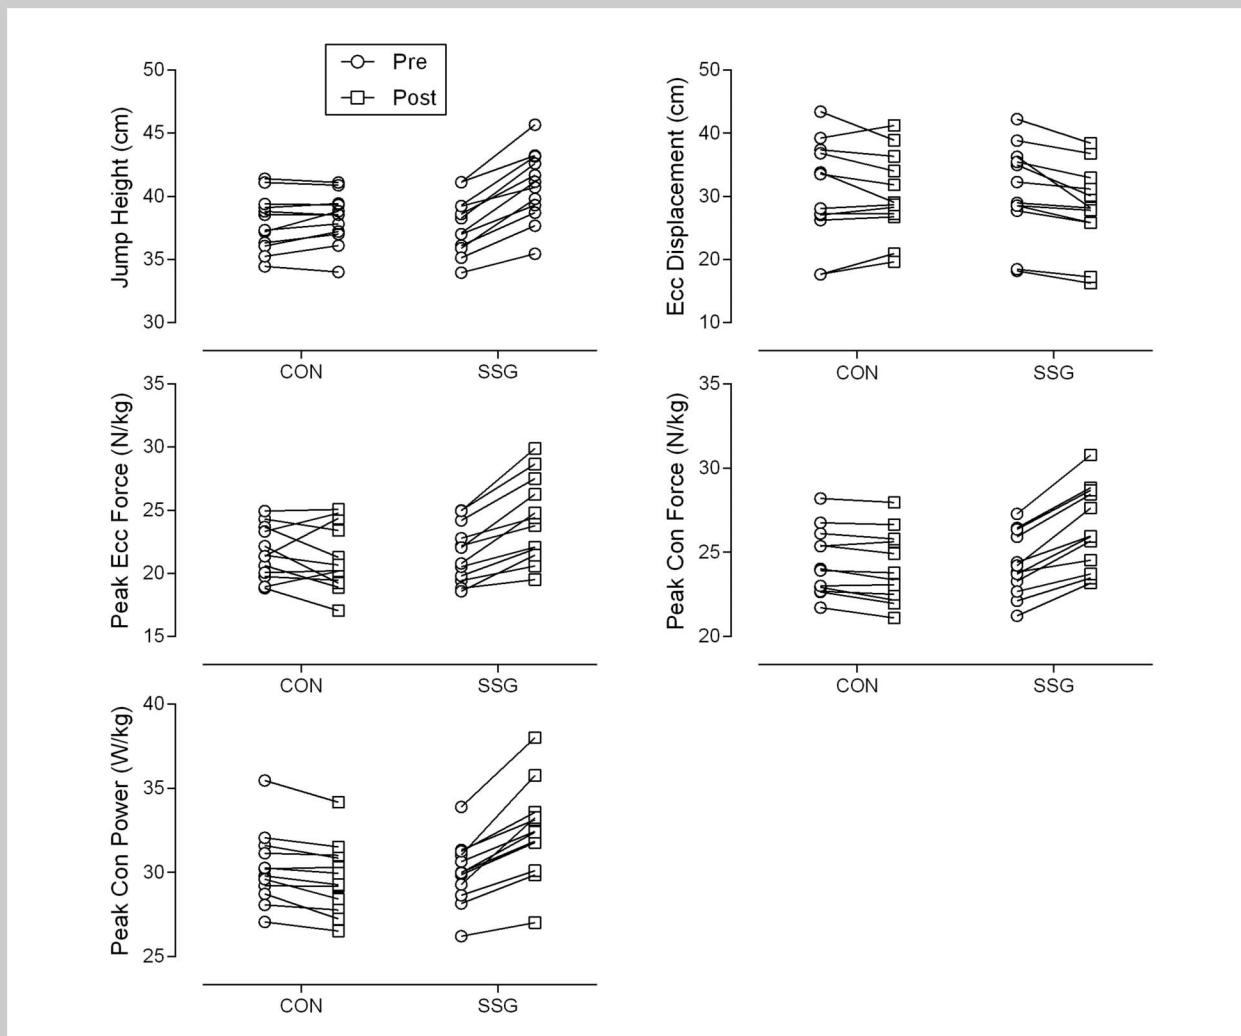 Pre
Post
Jump Height (cm)
50
45
40
35
30
CON
SSG
Ecc Displacement (cm)
50
40
30
20
10
CON
SSG
Peak Ecc Force (N/kg)
35
30
25
20
15
CON
SSG
Peak Con Force (N/kg)
35
30
25
20
CON
SSG
Peak Con Power (W/kg)
40
35
30
25
CON
SSG